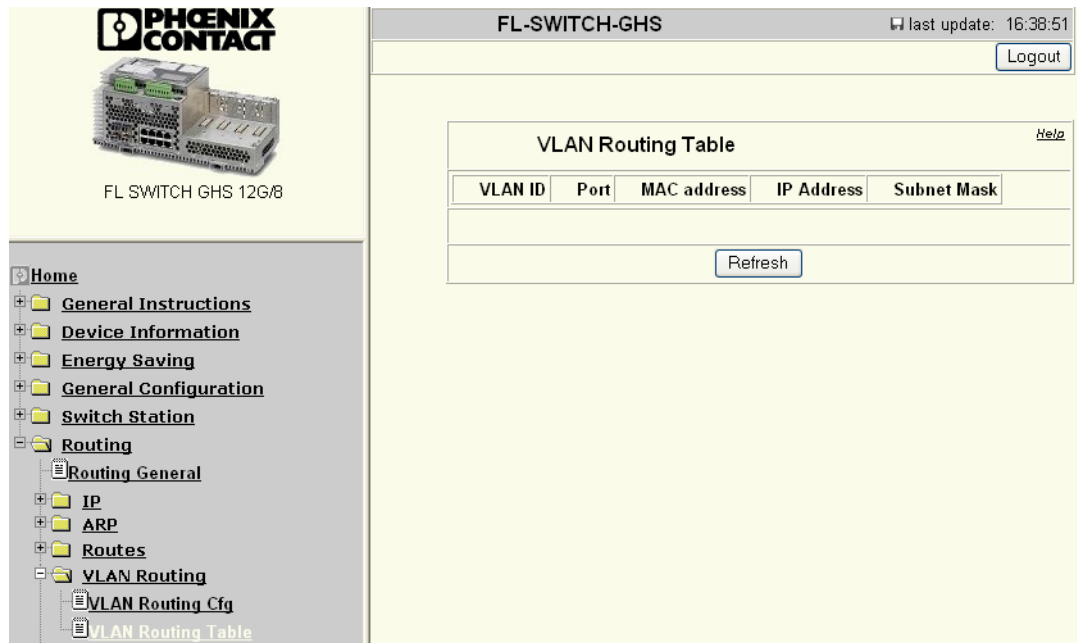 PHŒNIX
CONTACT
FL SWITCH GHS 12G/8
Home
General Instructions
Device Information
Energy Saving
General Configuration
Switch Station
Routing
Routing General
IP
ARP
Routes
VLAN Routing
VLAN Routing Cfg
VLAN Routing Table
FL-SWITCH-GHS last update: 16:38:51
Logout
VLAN Routing Table Help
VLAN ID Port MAC address IP Address Subnet Mask
Refresh